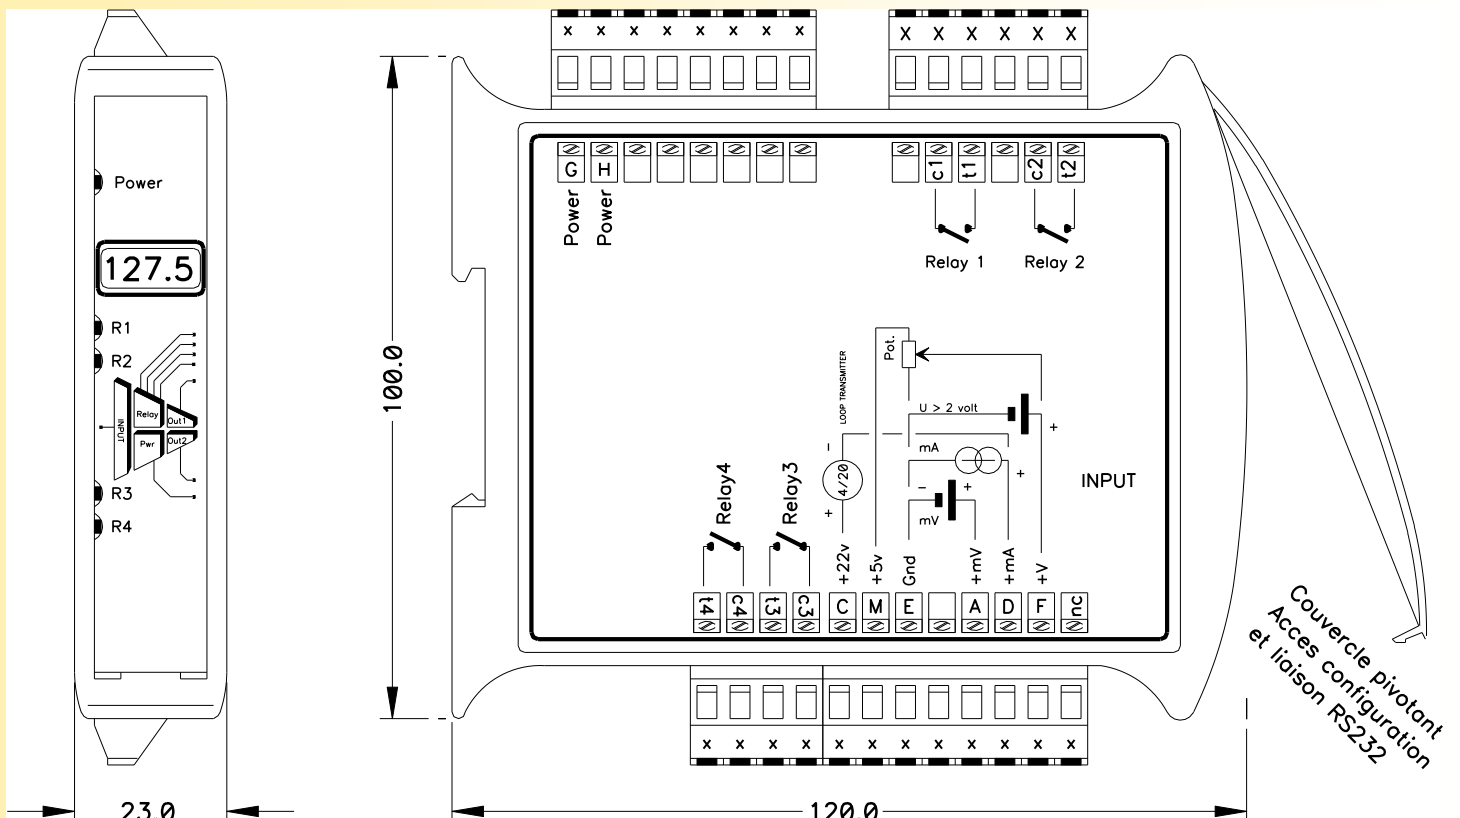 x x x x x x x x
x x x x x x
Power
127.5
R1
R2
Relay
Out1
INPUT
Pwr
Out2
R3
R4
23.0
100.0
G H
Power
Power
c1 t1 c2 t2
Relay 1
Relay 2
Pot.
LOOP TRANSMITTER
U > 2 volt
+
-
mA
+
4/20
- +
mV
+
INPUT
Relay4
Relay3
+22v
+5v
Gnd
+mV
+mA
+V
t4 c4 t3 c3 C M E A D F nc
x x x x x x x x x x x x
120.0
Couvercle pivotant
Acces configuration
et liaison RS232